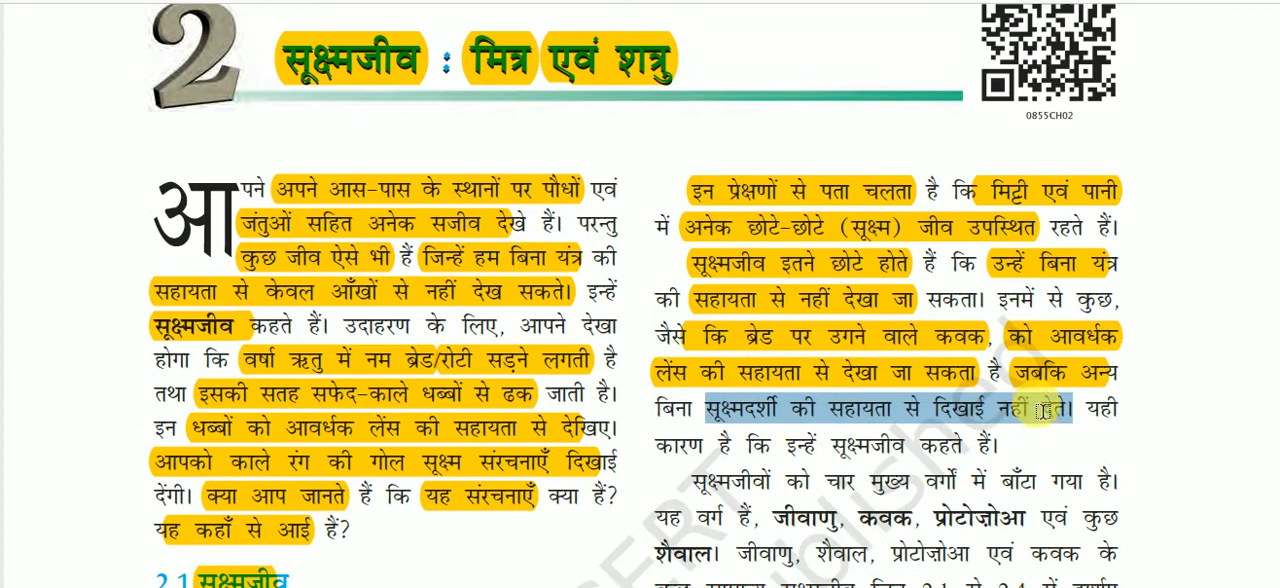 2
सूक्ष्मजीव : मित्र एवं शत्रु
0855CH02
आपने अपने आस-पास के स्थानों पर पौधों एवं
जंतुओं सहित अनेक सजीव देखे हैं। परन्तु
कुछ जीव ऐसे भी हैं जिन्हें हम बिना यंत्र की
सहायता से केवल आँखों से नहीं देख सकते। इन्हें
सूक्ष्मजीव कहते हैं। उदाहरण के लिए, आपने देखा
होगा कि वर्षा ऋतु में नम ब्रेड/रोटी सड़ने लगती है
तथा इसकी सतह सफेद-काले धब्बों से ढक जाती है।
इन धब्बों को आवर्धक लेंस की सहायता से देखिए।
आपको काले रंग की गोल सूक्ष्म संरचनाएँ दिखाई
देंगी। क्या आप जानते हैं कि यह संरचनाएँ क्या हैं?
यह कहाँ से आई हैं?
2.1 सूक्ष्मजीव
इन प्रेक्षणों से पता चलता है कि मिट्टी एवं पानी
में अनेक छोटे-छोटे (सूक्ष्म) जीव उपस्थित रहते हैं।
सूक्ष्मजीव इतने छोटे होते हैं कि उन्हें बिना यंत्र
की सहायता से नहीं देखा जा सकता। इनमें से कुछ,
जैसे कि ब्रेड पर उगने वाले कवक, को आवर्धक
लेंस की सहायता से देखा जा सकता है जबकि अन्य
बिना सूक्ष्मदर्शी की सहायता से दिखाई नहीं देते। यही
कारण है कि इन्हें सूक्ष्मजीव कहते हैं।
सूक्ष्मजीवों को चार मुख्य वर्गों में बाँटा गया है।
यह वर्ग हैं, जीवाणु, कवक, प्रोटोज़ोआ एवं कुछ
शैवाल। जीवाणु, शैवाल, प्रोटोज़ोआ एवं कवक के